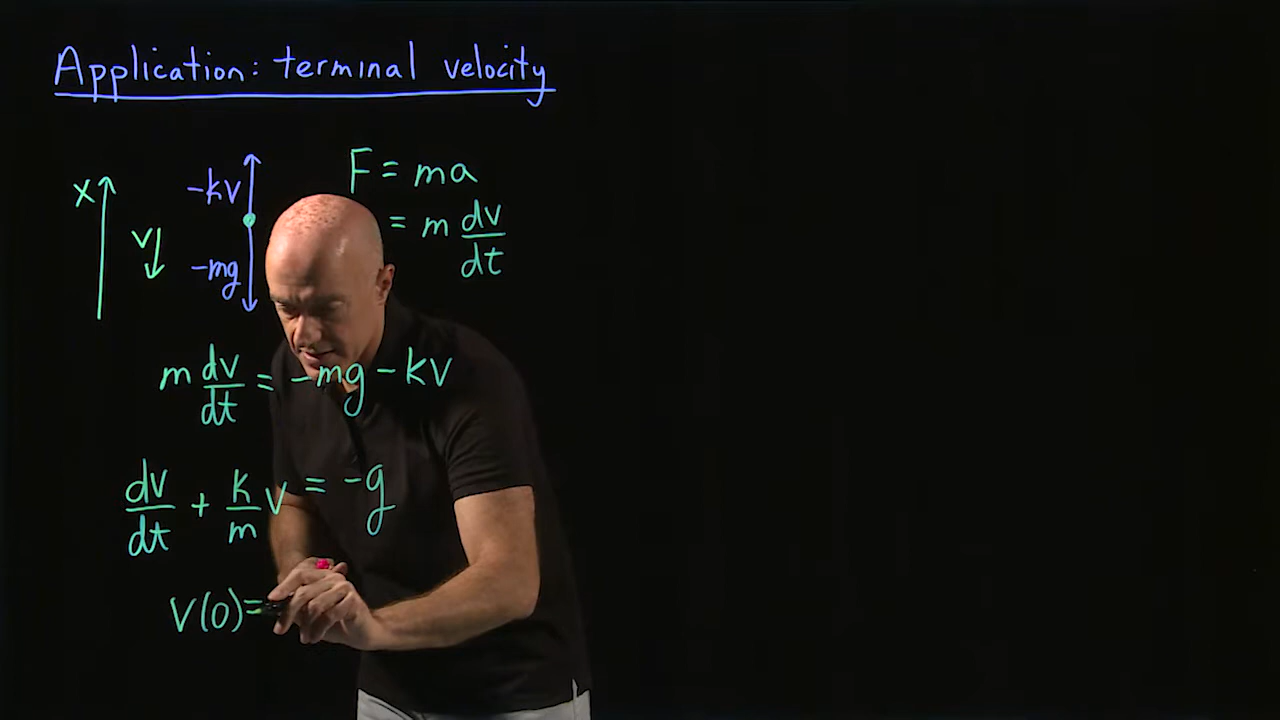 Application: terminal velocity
x
v
-kv
-mg
F = ma
= m dv/dt
m dv/dt = -mg - kv
dv/dt + k/m v = -g
v(0)=